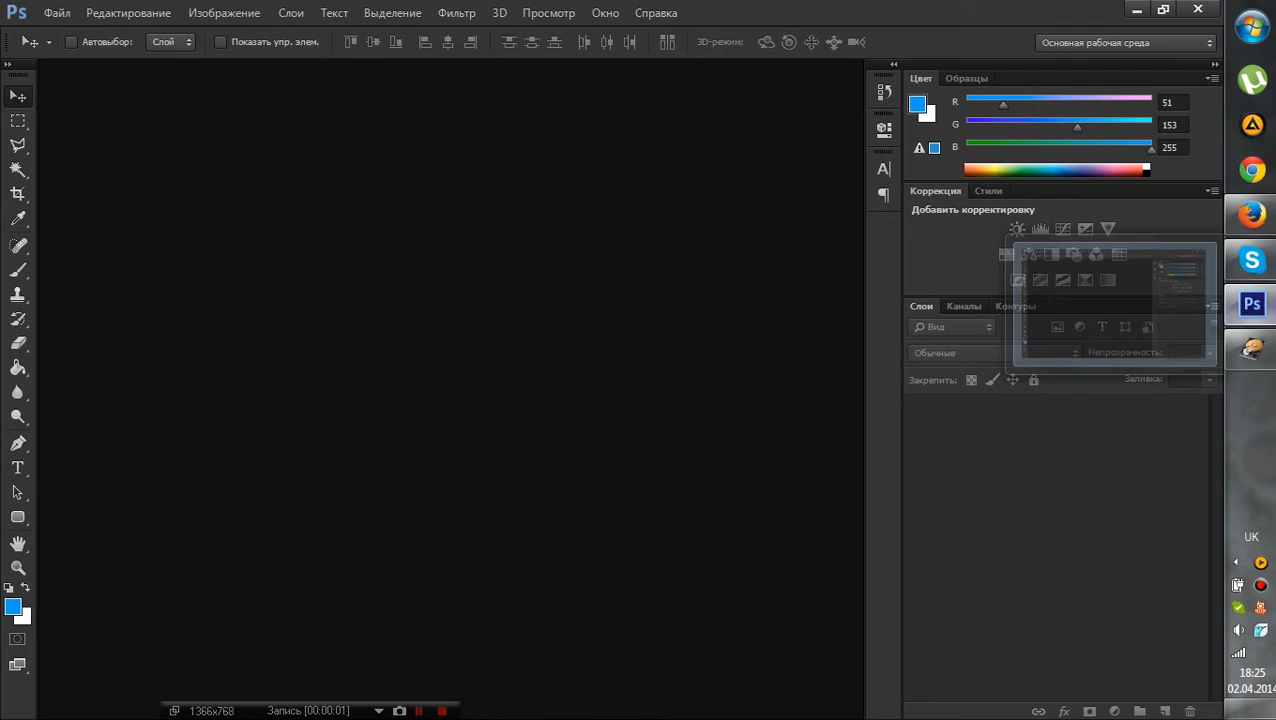 Ps Файл Редактирование Изображение Слои Текст Выделение Фильтр 3D Просмотр Окно Справка
Автовыбор: Слой Показать упр. элем. 3D-режим: Основная рабочая среда
Цвет Образцы
R 51
G 153
B 255
Коррекция Стили
Добавить корректировку
Слои Каналы Контуры
Вид
Обычные Непрозрачность:
Закрепить: Заливка:
UK
18:25
02.04.2014
1366x768 Запись [00:00:01]